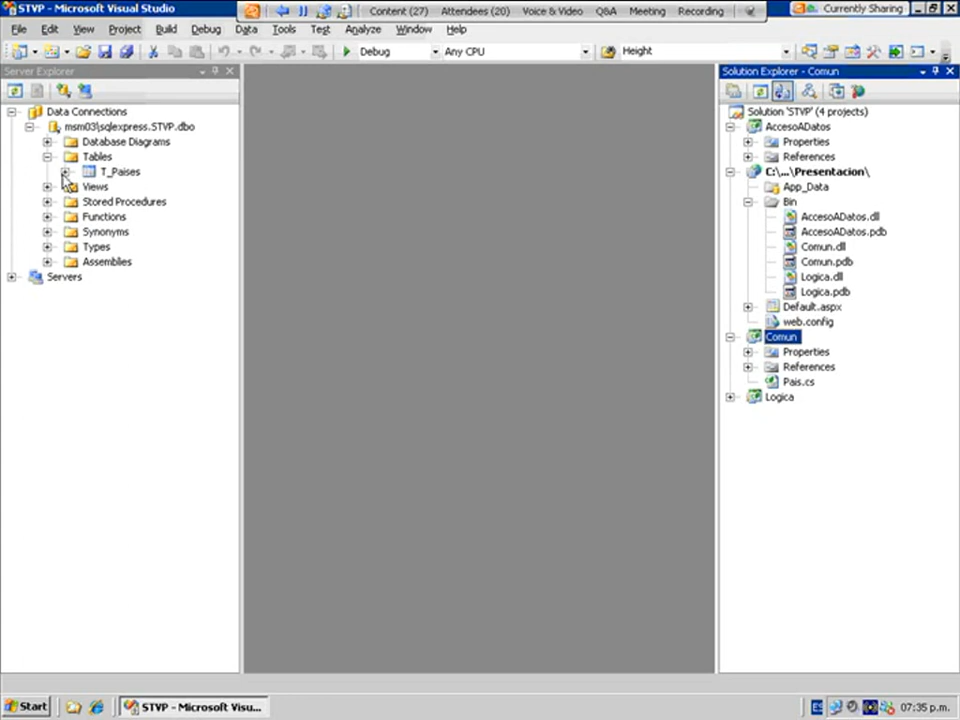 STVP - Microsoft Visual Studio
Content (27) Attendees (20) Voice & Video Q&A Meeting Recording
Currently Sharing
File Edit View Project Build Debug Data Tools Test Analyze Window Help
Debug Any CPU Height
Server Explorer
Data Connections
msm03\sqlexpress.STVP.dbo
Database Diagrams
Tables
T_Paises
Views
Stored Procedures
Functions
Synonyms
Types
Assemblies
Servers
Solution Explorer - Comun
Solution 'STVP' (4 projects)
AccesoADatos
Properties
References
C:\...\Presentacion\
App_Data
Bin
AccesoADatos.dll
AccesoADatos.pdb
Comun.dll
Comun.pdb
Logica.dll
Logica.pdb
Default.aspx
web.config
Comun
Properties
References
Pais.cs
Logica
Start STVP - Microsoft Visu... ES 07:35 p.m.